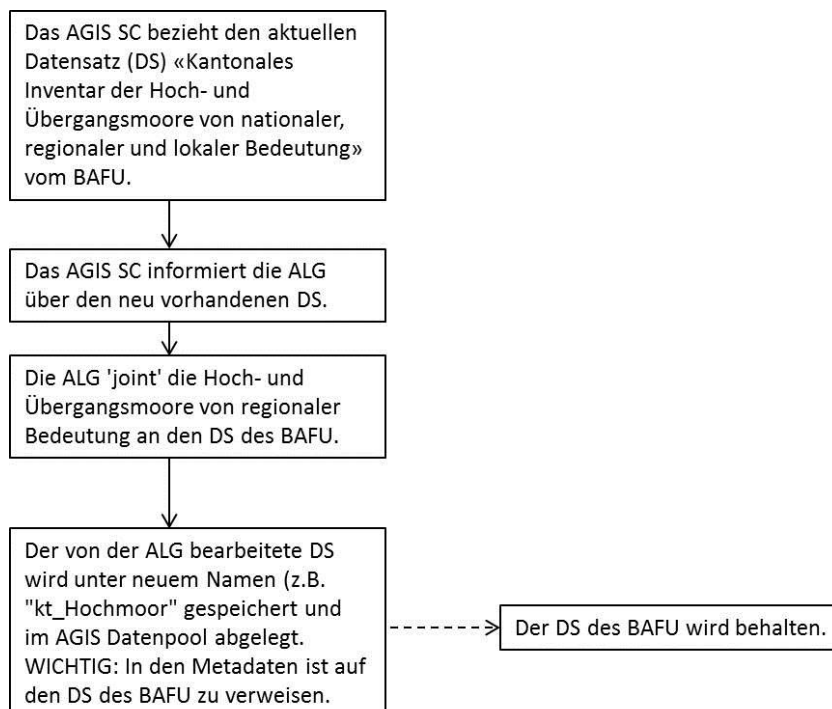 Das AGIS SC bezieht den aktuellen
Datensatz (DS) «Kantonales
Inventar der Hoch- und
Übergangsmoore von nationaler,
regionaler und lokaler Bedeutung»
vom BAFU.
Das AGIS SC informiert die ALG
über den neu vorhandenen DS.
Die ALG 'joint' die Hoch- und
Übergangsmoore von regionaler
Bedeutung an den DS des BAFU.
Der von der ALG bearbeitete DS
wird unter neuem Namen (z.B.
"kt_Hochmoor" gespeichert und
im AGIS Datenpool abgelegt.
WICHTIG: In den Metadaten ist auf
den DS des BAFU zu verweisen.
Der DS des BAFU wird behalten.